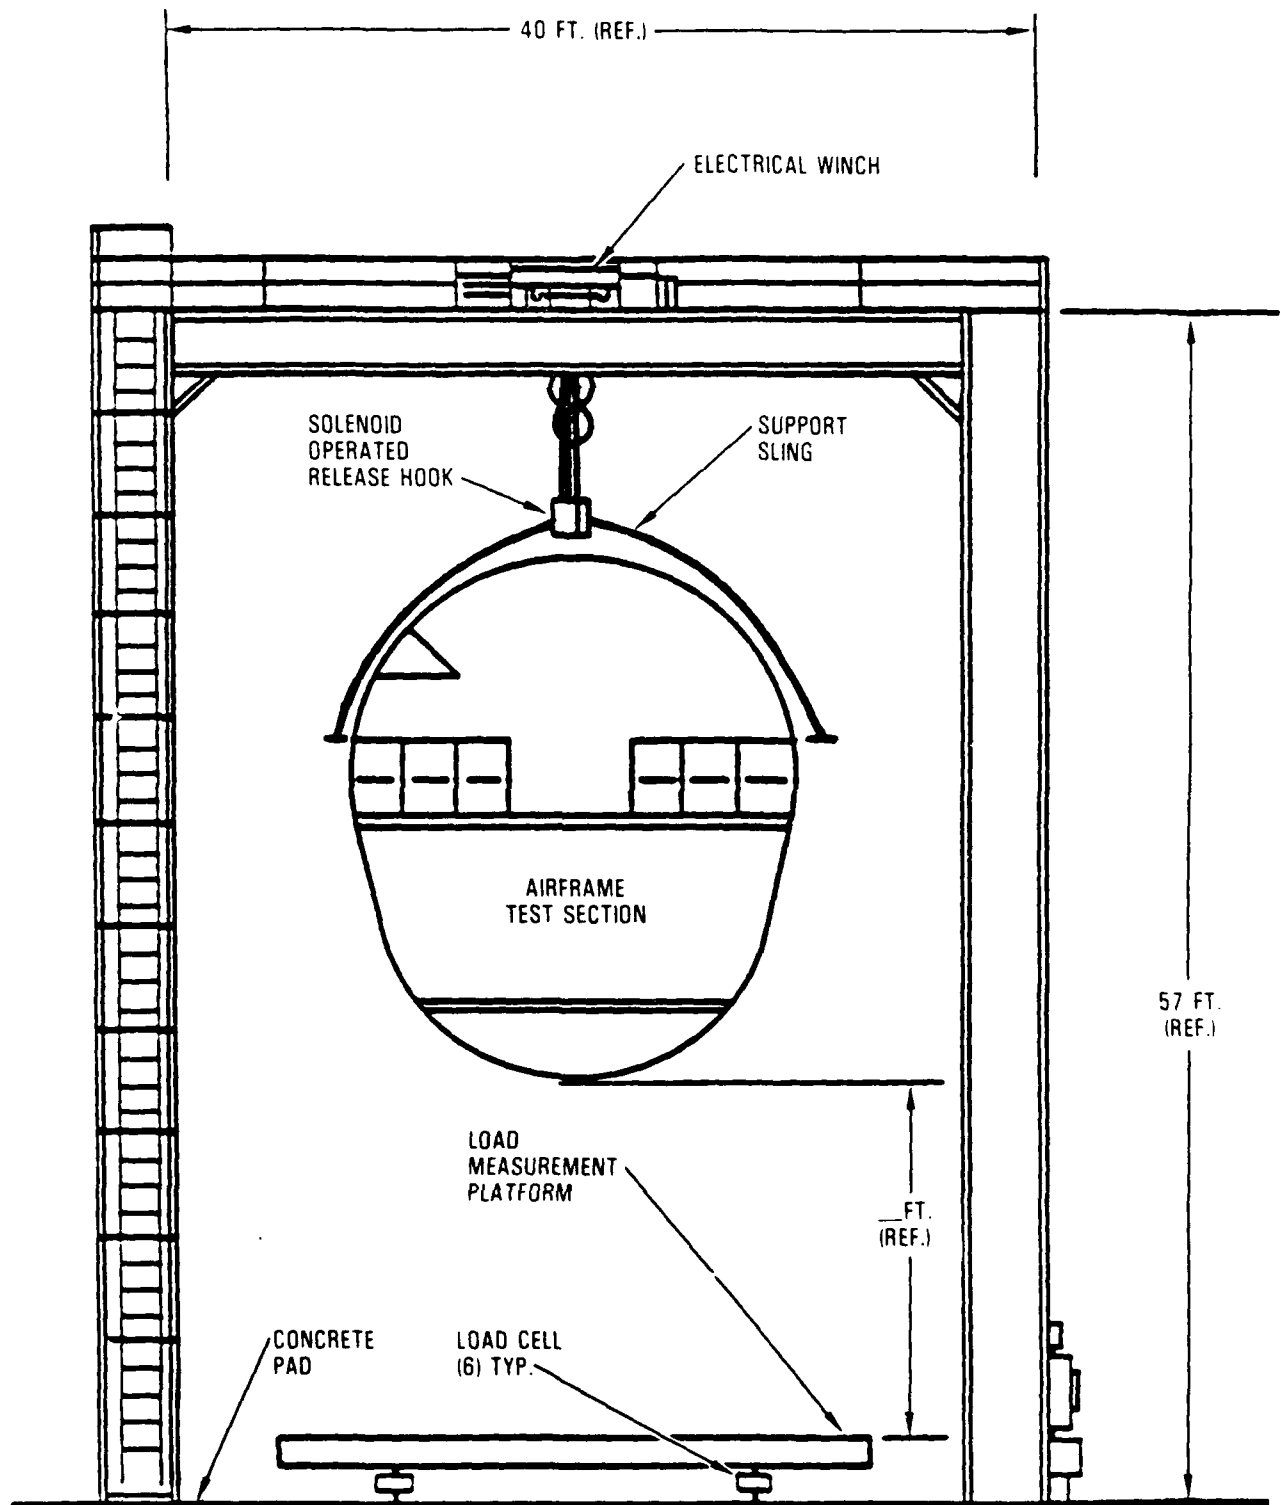 40 FT. (REF.)
ELECTRICAL WINCH
SOLENOID
OPERATED
RELEASE HOOK
SUPPORT
SLING
AIRFRAME
TEST SECTION
57 FT.
(REF.)
LOAD
MEASUREMENT
PLATFORM
__FT.
(REF.)
CONCRETE
PAD
LOAD CELL
(6) TYP.